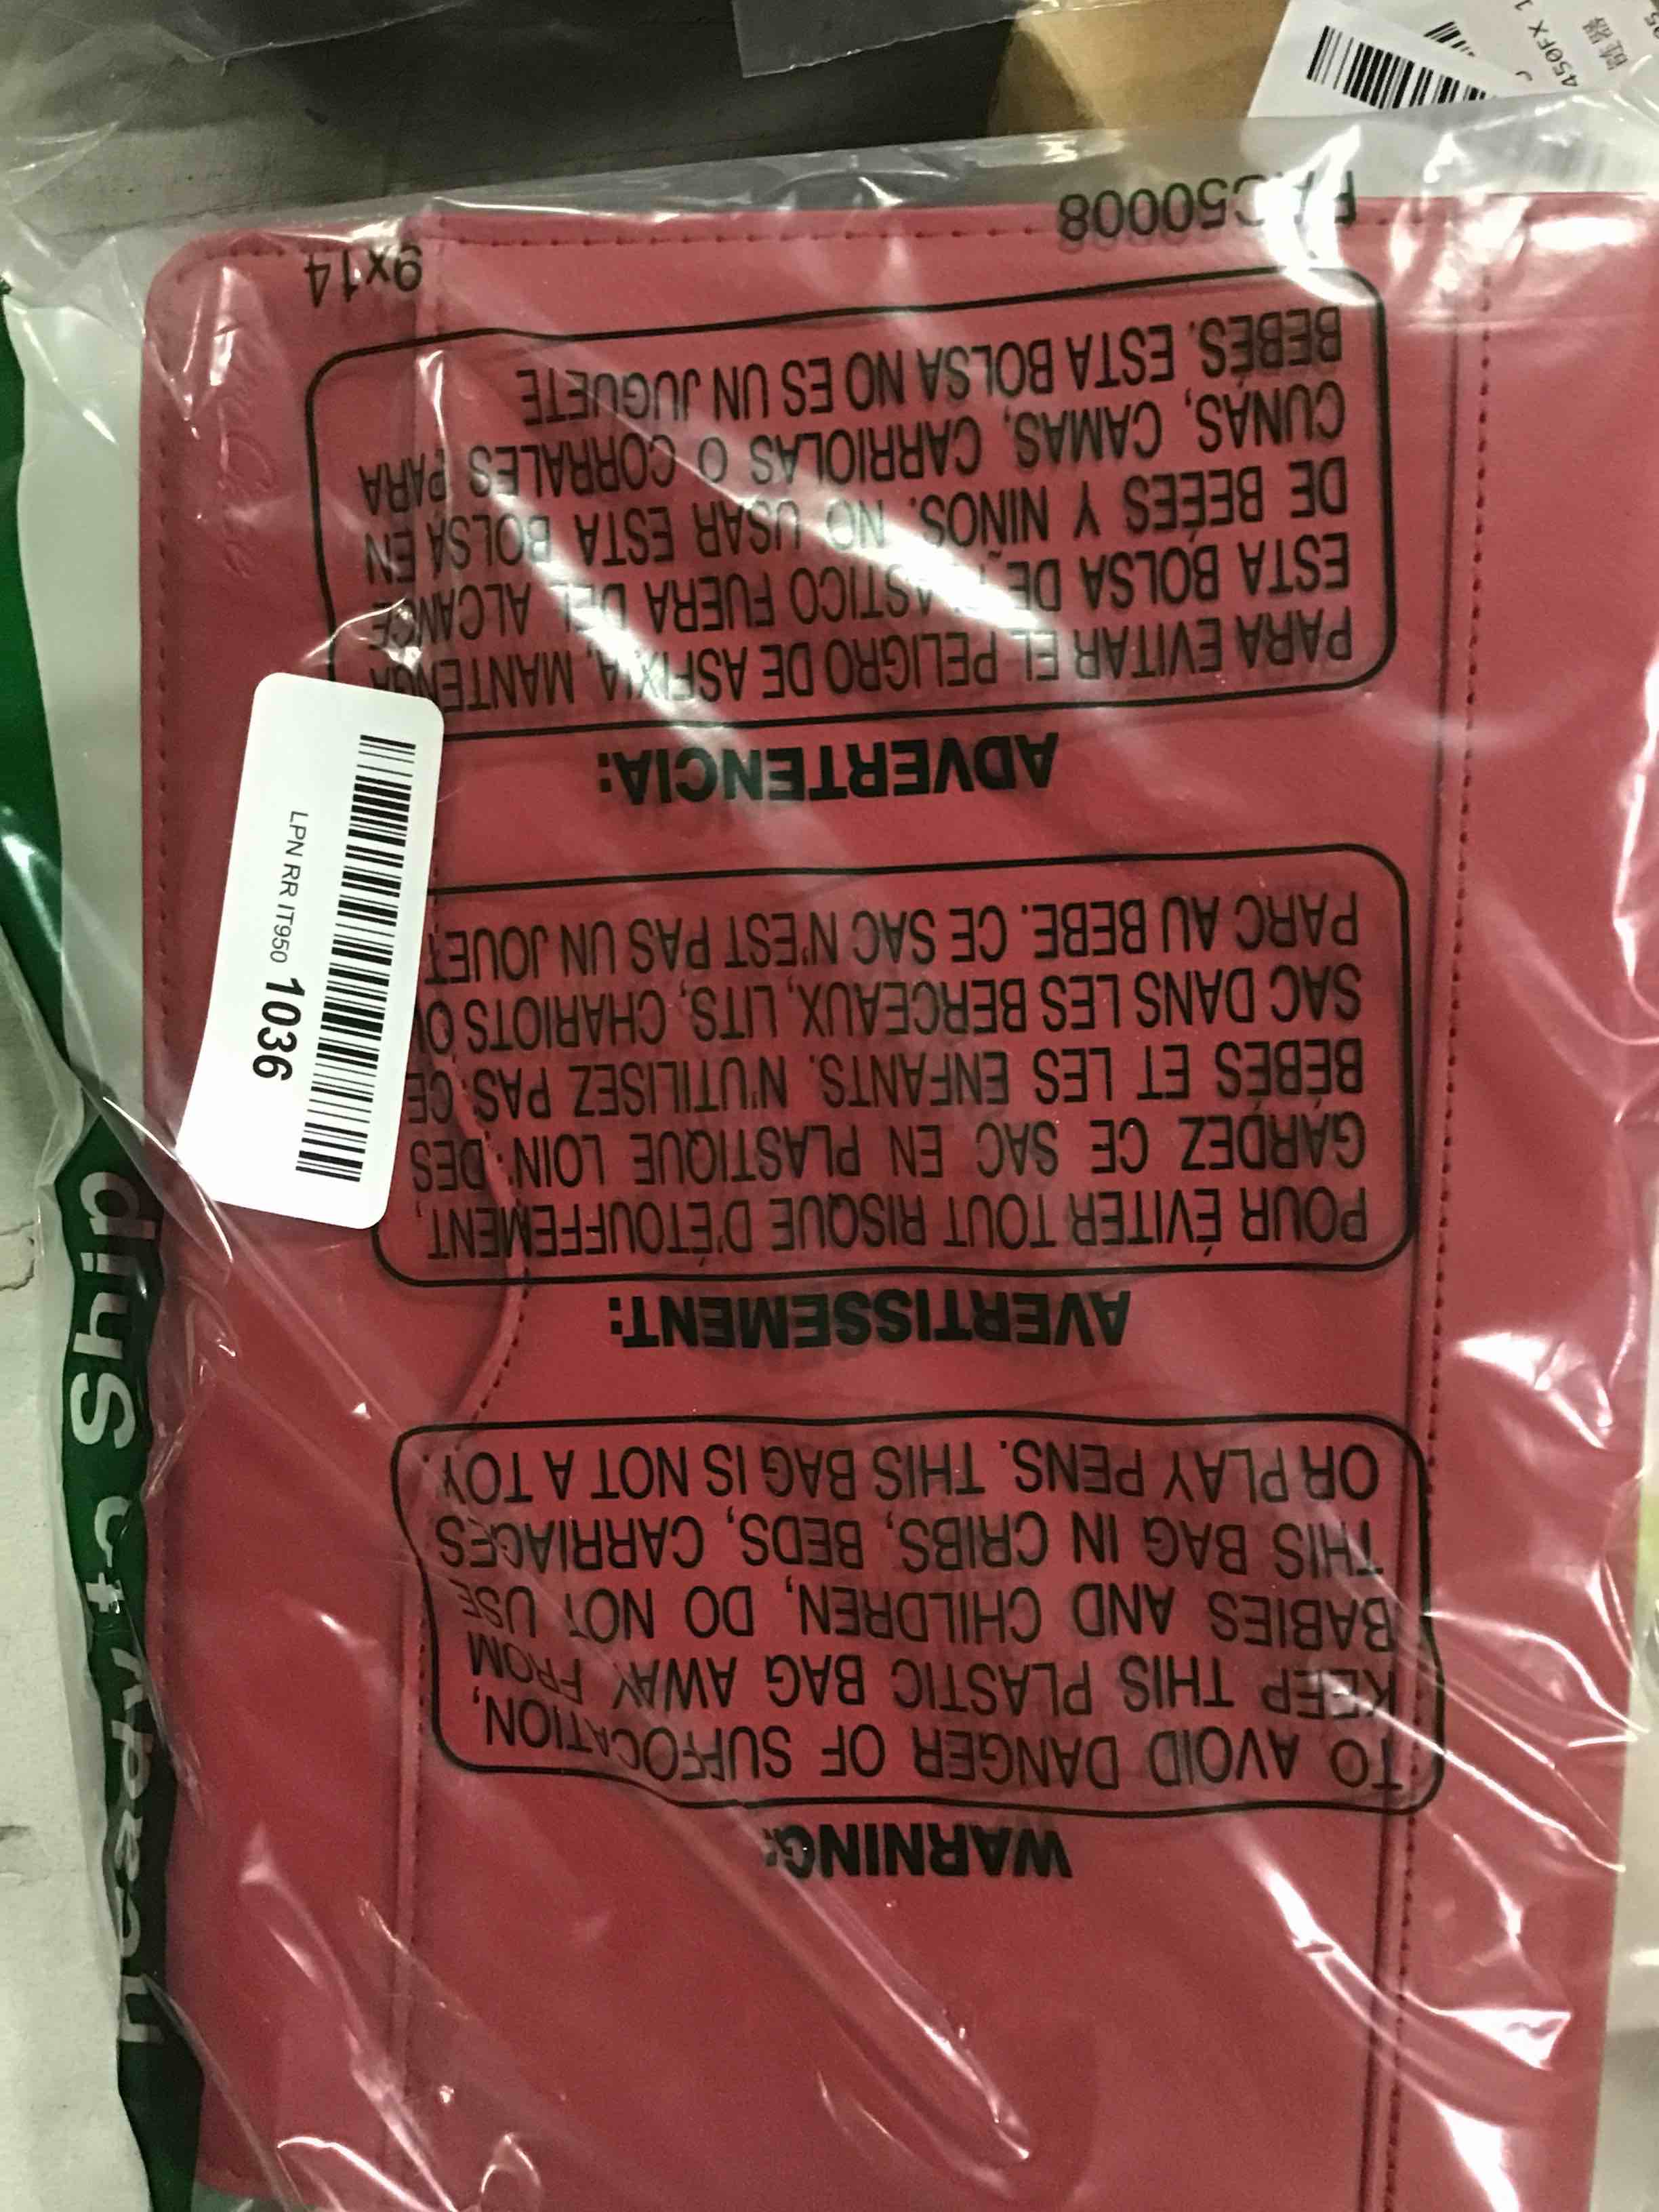 WARNING:
TO AVOID DANGER OF SUFFOCATION,
KEEP THIS PLASTIC BAG AWAY FROM
BABIES AND CHILDREN, DO NOT USE
THIS BAG IN CRIBS, BEDS, CARRIAGES
OR PLAY PENS. THIS BAG IS NOT A TOY.
AVERTISSEMENT:
POUR ÉVITER TOUT RISQUE D'ÉTOUFFEMENT,
GARDEZ CE SAC EN PLASTIQUE LOIN DES
BÉBÉS ET LES ENFANTS. N'UTILISEZ PAS CE
SAC DANS LES BERCEAUX, LITS, CHARIOTS
PARC AU BEBE. CE SAC N'EST PAS UN JOUET
ADVERTENCIA:
PARA EVITAR EL PELIGRO DE ASFIXIA, MANTENGA
ESTA BOLSA DE PLASTICO FUERA DEL ALCANCE
DE BEÉES Y NIÑOS. NO USAR ESTA BOLSA EN
CUNAS, CAMAS, CARRIOLAS O CORRALES PARA
BEBÉS. ESTA BOLSA NO ES UN JUGUETE
9x14
LPN RR IT950 1036
Ship
450FX 1